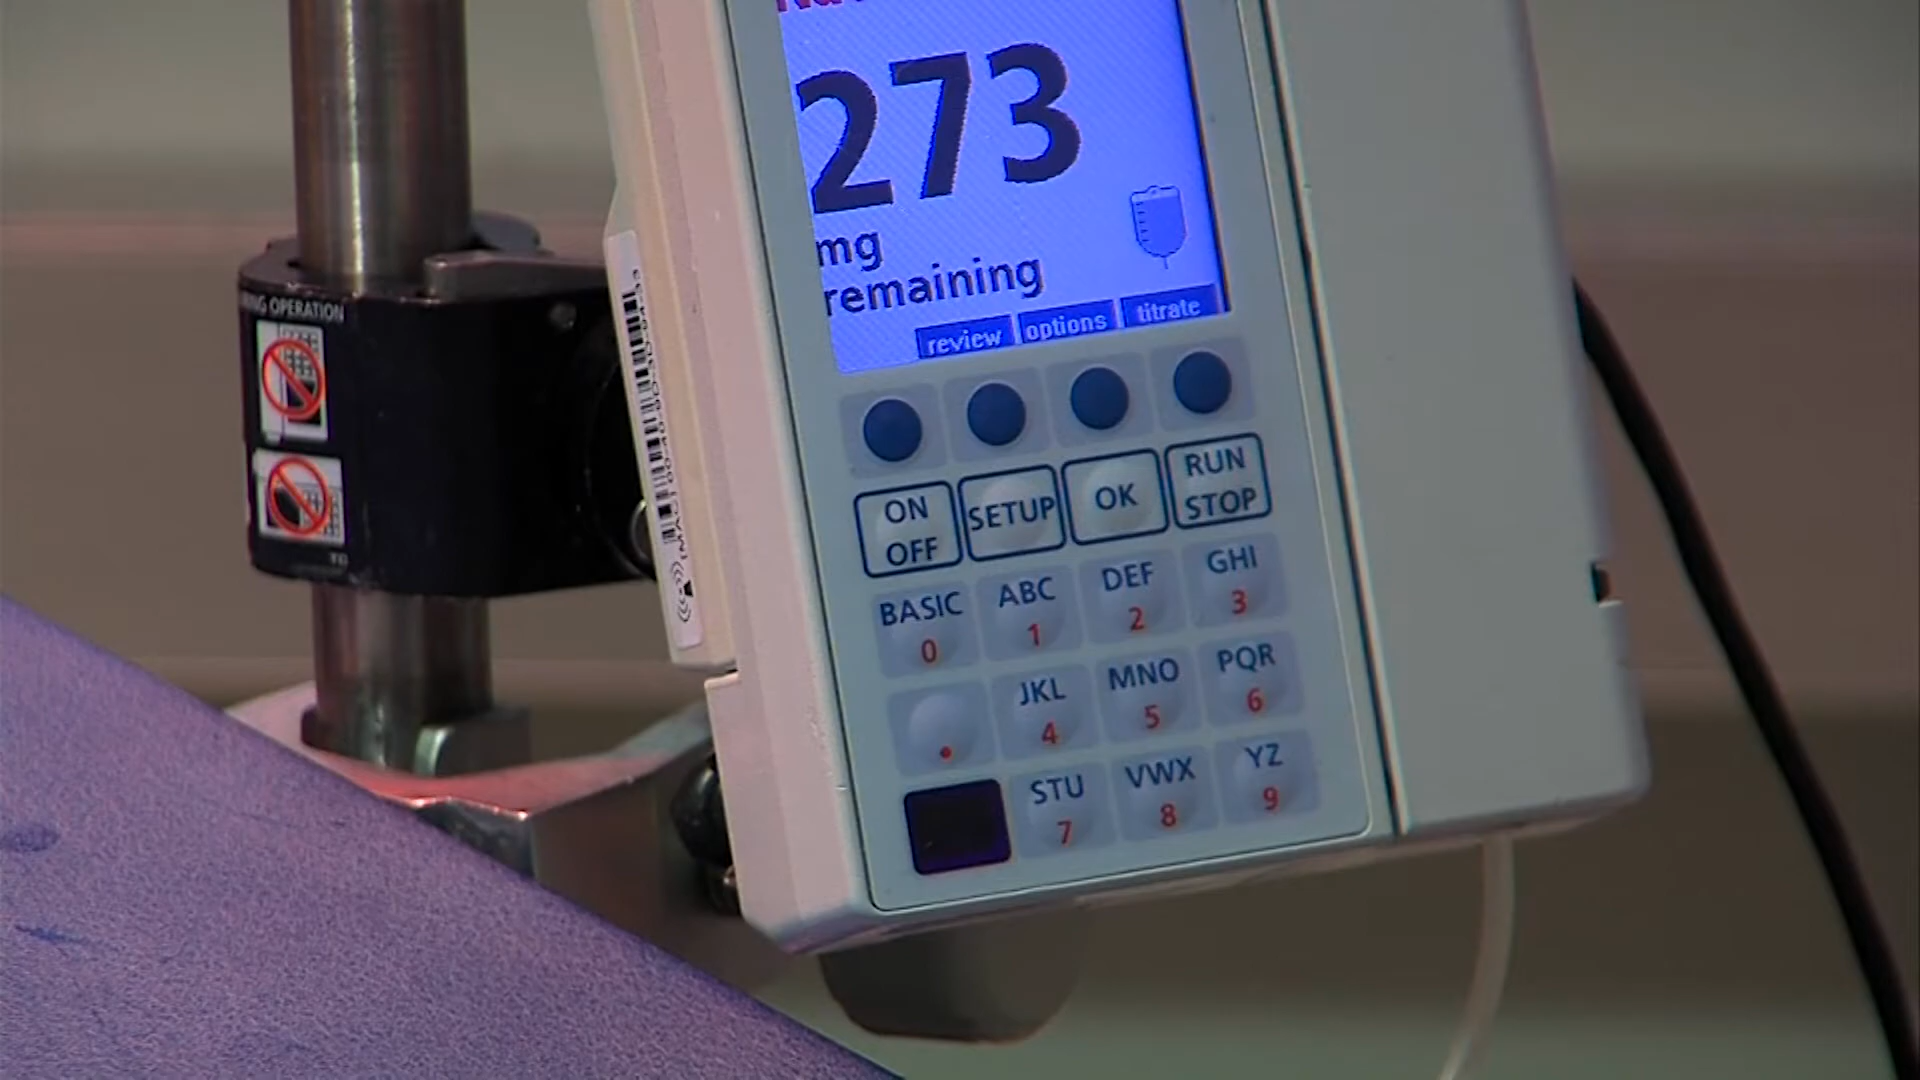 273
mg
remaining
review options titrate
ON
OFF
SETUP
OK
RUN
STOP
BASIC
0
ABC
1
DEF
2
GHI
3
.
JKL
4
MNO
5
PQR
6
STU
7
VWX
8
YZ
9
OPERATION